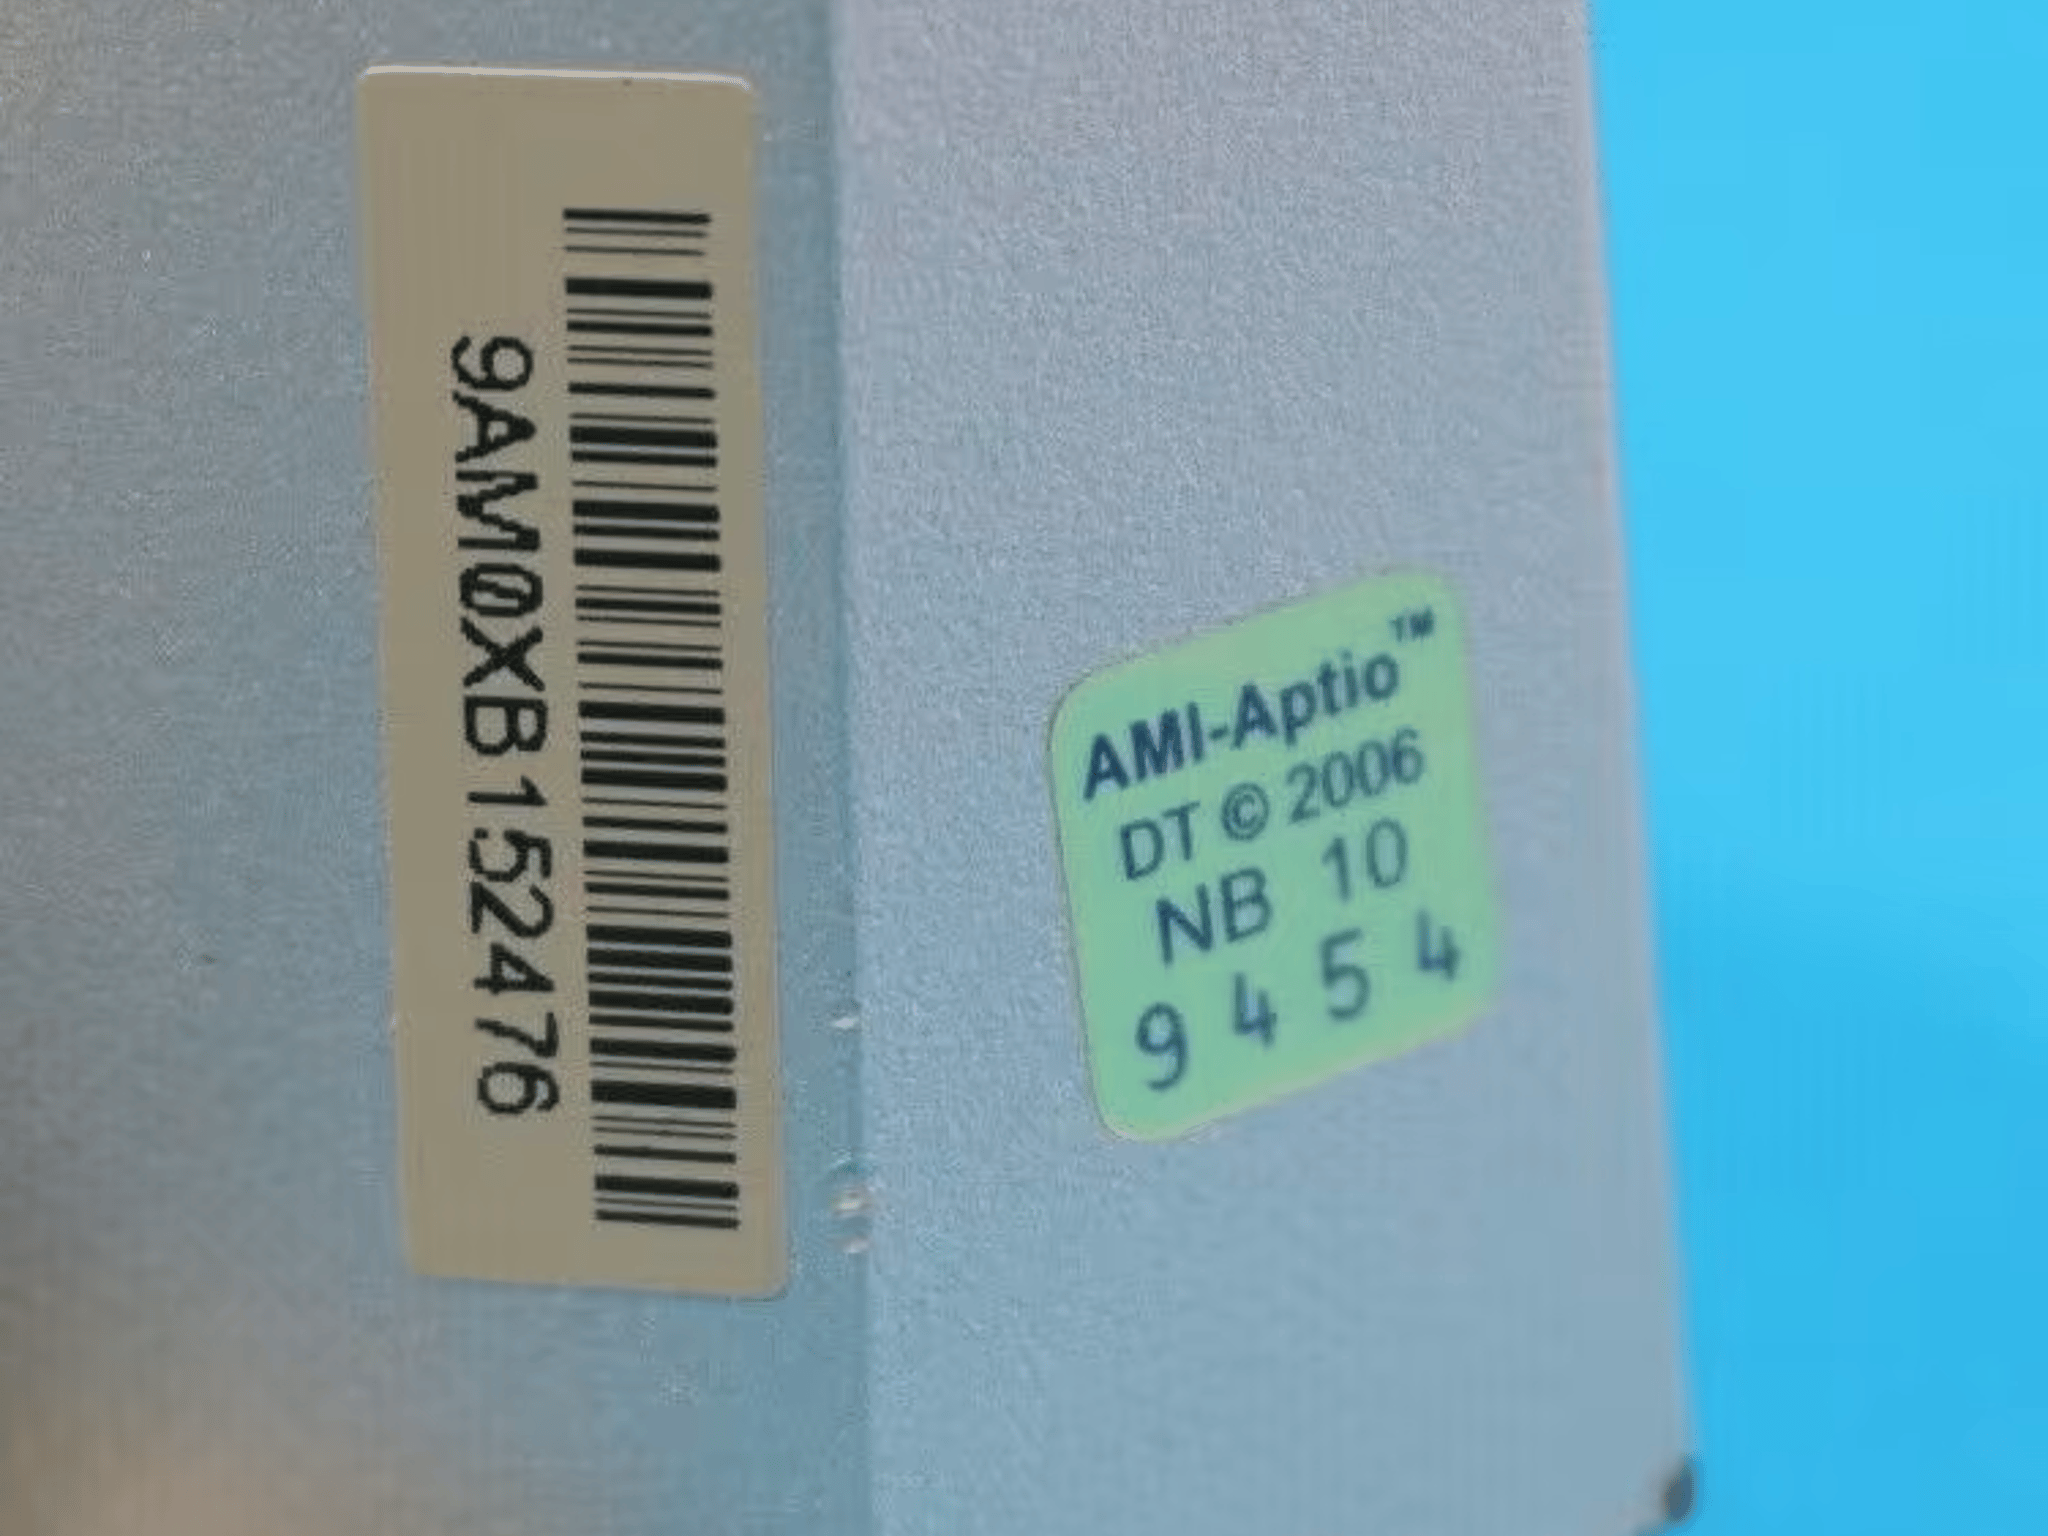 9AM0XB152476
AMI-Aptio™
DT © 2006
NB 10
9 4 5 4